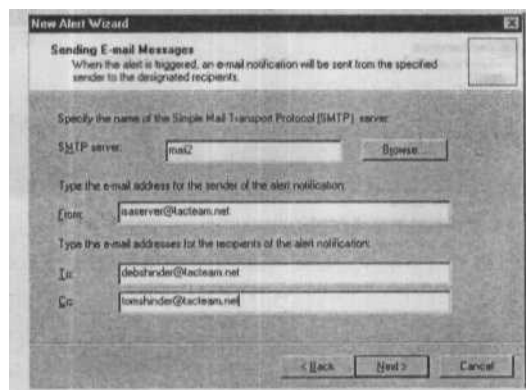 New Alert Wizard
Sending E-mail Messages
When the alert is triggered, an e-mail notification will be sent from the specified
sender to the designated recipients.
Specify the name of the Simple Mail Transport Protocol (SMTP) server:
SMTP server:
mail2
Browse...
Type the e-mail address for the sender of the alert notification:
From:
isaserver@tacteam.net
Type the e-mail addresses for the recipients of the alert notification:
To:
debshinder@tacteam.net
Cc:
tomshinder@tacteam.net
< Back
Next >
Cancel